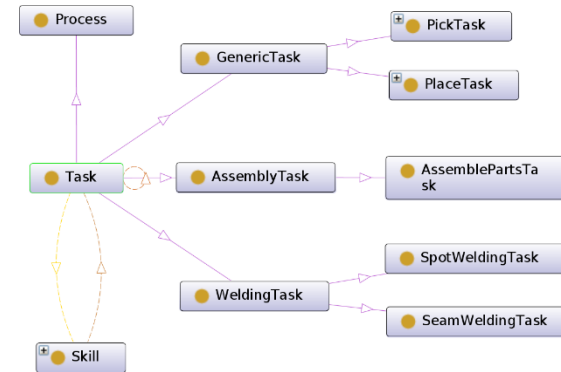 Process
PickTask
GenericTask
PlaceTask
Task
AssemblyTask
AssemblePartsTa
sk
SpotWeldingTask
WeldingTask
SeamWeldingTask
Skill